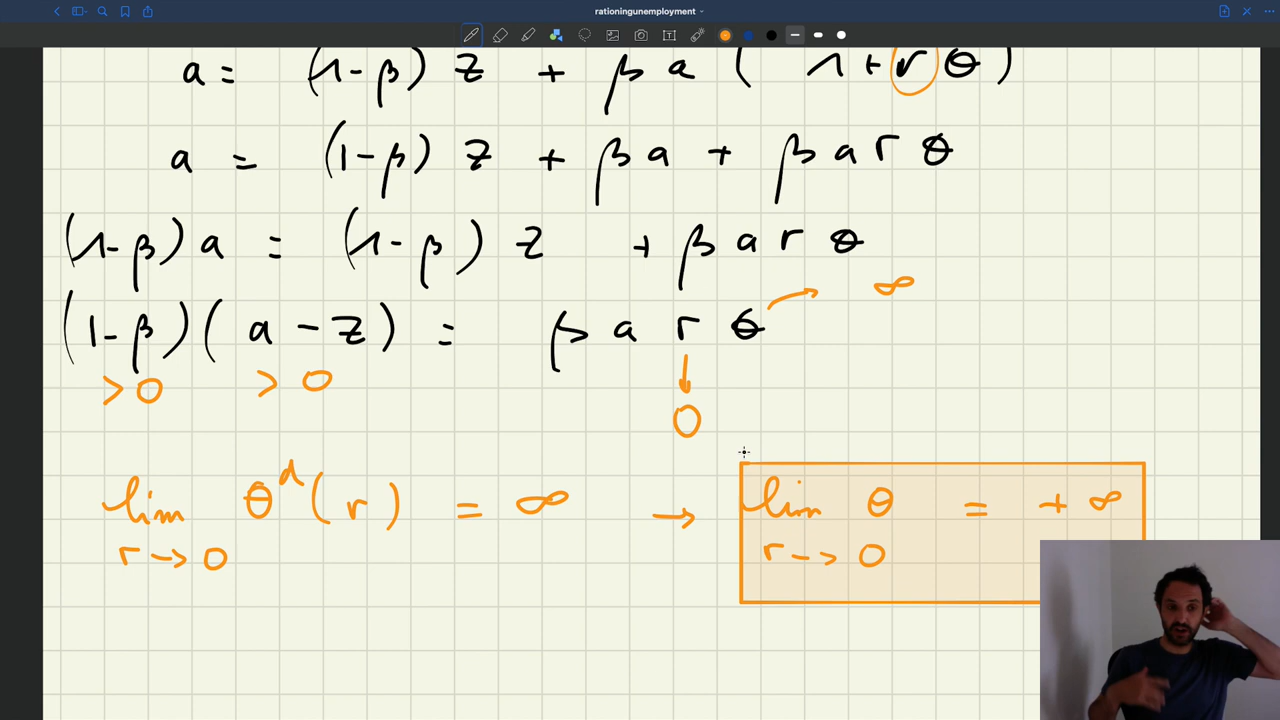 rationingunemployment
a = (1-β) z + β a ( 1 + r θ )
a = (1-β) z + β a + β a r θ
(1-β) a = (1-β) z + β a r θ
∞
(1-β) ( a - z ) = β a r θ
> 0 > 0
0
lim θ^d (r) = ∞ → lim θ = + ∞
r → 0 r → 0